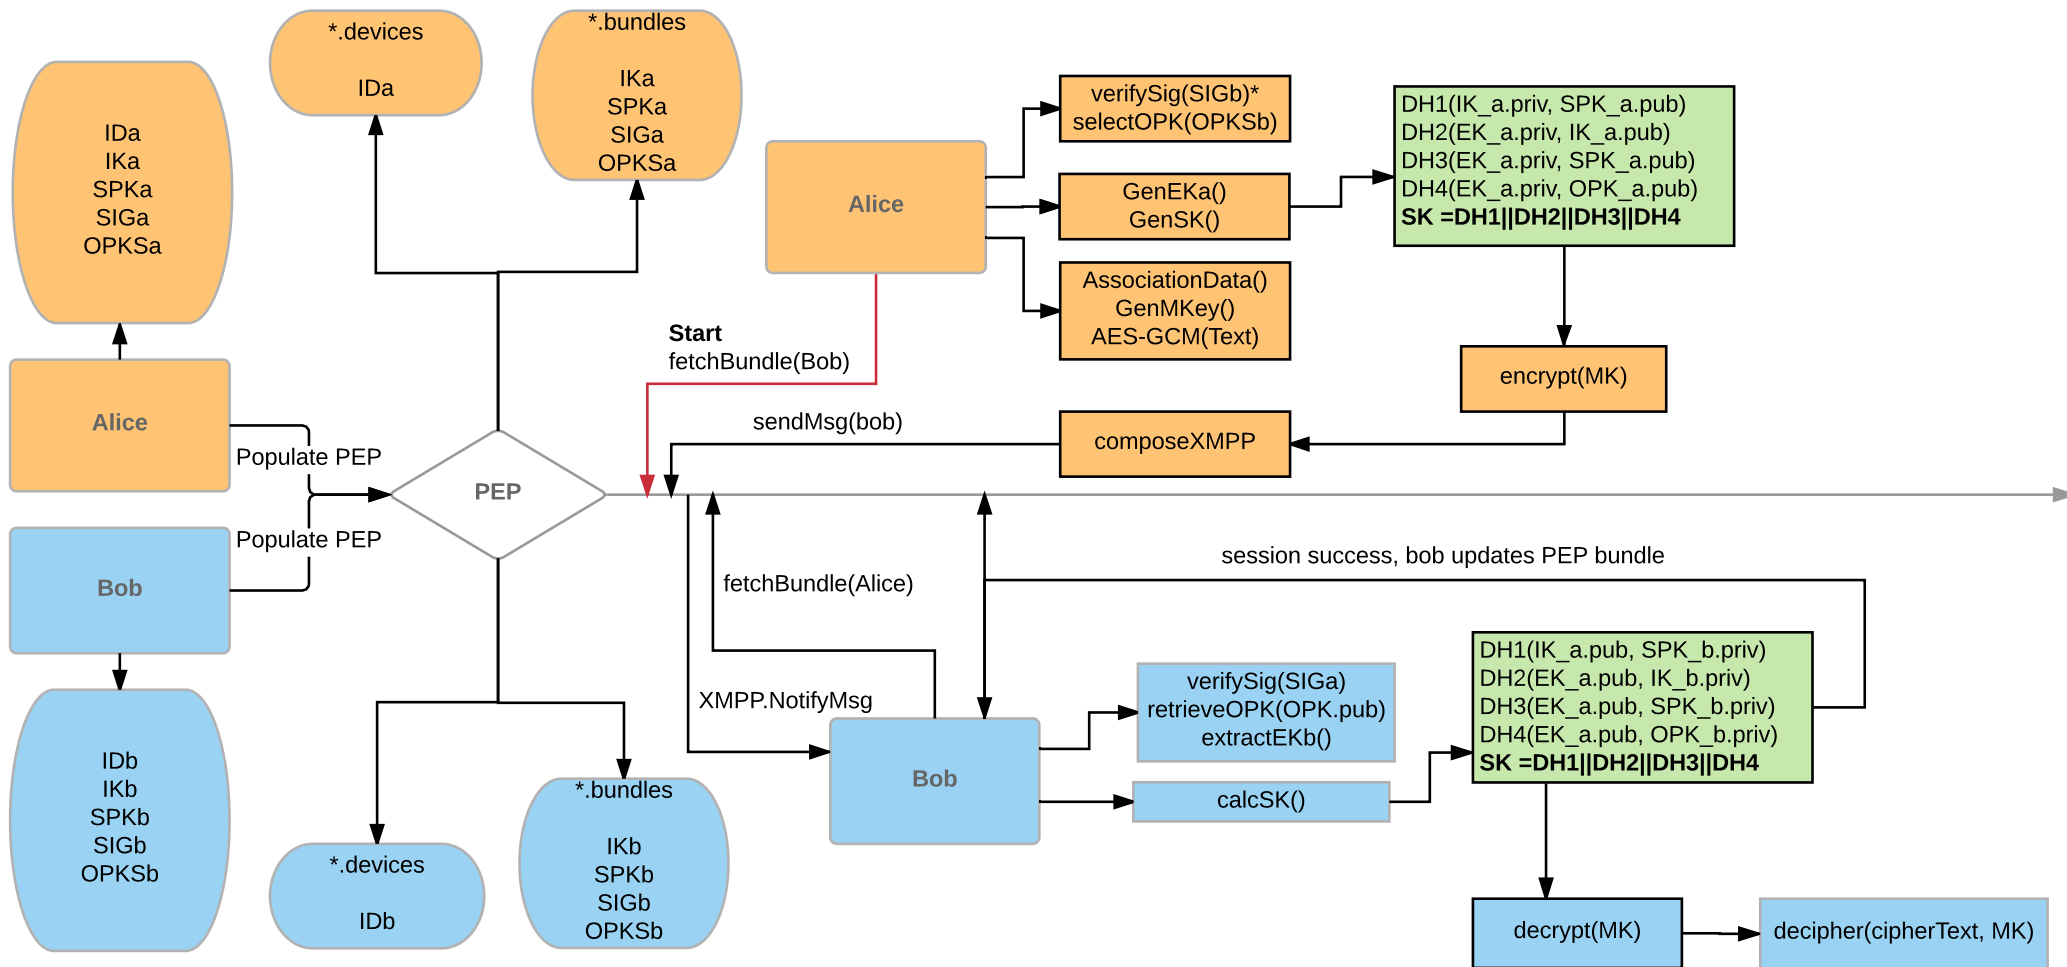 *.devices
IDa
*.bundles
IKa
SPKa
SIGa
OPKSa
IDa
IKa
SPKa
SIGa
OPKSa
Alice
Populate PEP
Populate PEP
Bob
IDb
IKb
SPKb
SIGb
OPKSb
PEP
*.devices
IDb
*.bundles
IKb
SPKb
SIGb
OPKSb
Alice
verifySig(SIGb)*
selectOPK(OPKSb)
GenEKa()
GenSK()
AssociationData()
GenMKey()
AES-GCM(Text)
DH1(IK_a.priv, SPK_a.pub)
DH2(EK_a.priv, IK_a.pub)
DH3(EK_a.priv, SPK_a.pub)
DH4(EK_a.priv, OPK_a.pub)
SK =DH1||DH2||DH3||DH4
Start
fetchBundle(Bob)
encrypt(MK)
sendMsg(bob)
composeXMPP
fetchBundle(Alice)
session success, bob updates PEP bundle
XMPP.NotifyMsg
Bob
verifySig(SIGa)
retrieveOPK(OPK.pub)
extractEKb()
calcSK()
DH1(IK_a.pub, SPK_b.priv)
DH2(EK_a.pub, IK_b.priv)
DH3(EK_a.pub, SPK_b.priv)
DH4(EK_a.pub, OPK_b.priv)
SK =DH1||DH2||DH3||DH4
decrypt(MK)
decipher(cipherText, MK)